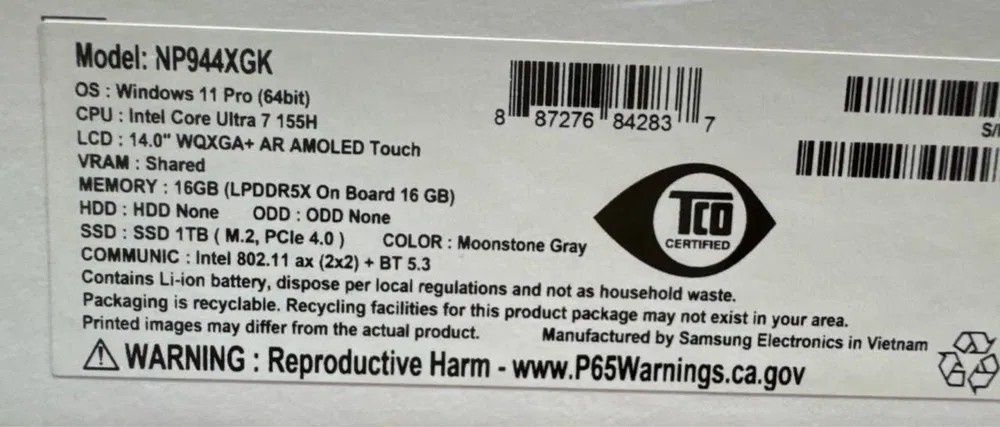 Model: NP944XGK
OS : Windows 11 Pro (64bit)
CPU : Intel Core Ultra 7 155H
LCD : 14.0" WQXGA+ AR AMOLED Touch
VRAM : Shared
MEMORY : 16GB (LPDDR5X On Board 16 GB)
HDD : HDD None ODD : ODD None
SSD : SSD 1TB ( M.2, PCIe 4.0 ) COLOR : Moonstone Gray
COMMUNIC : Intel 802.11 ax (2x2) + BT 5.3
Contains Li-ion battery, dispose per local regulations and not as household waste.
Packaging is recyclable. Recycling facilities for this product package may not exist in your area.
Printed images may differ from the actual product. Manufactured by Samsung Electronics in Vietnam
WARNING : Reproductive Harm - www.P65Warnings.ca.gov
8 87276 84283 7
TCO
CERTIFIED